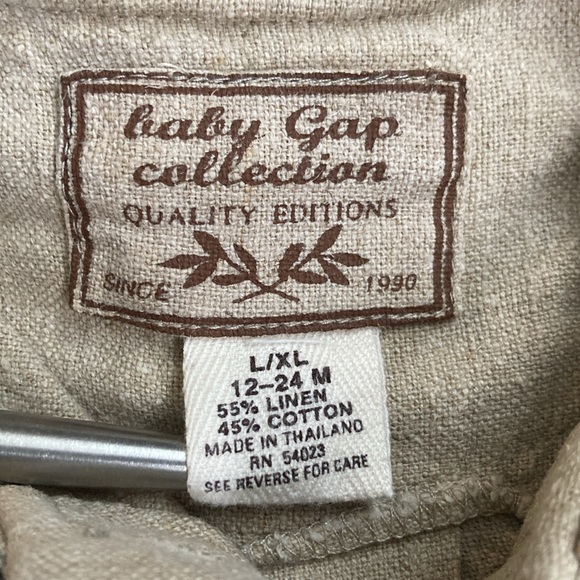 baby Gap
collection
QUALITY EDITIONS
SINCE 1990
L/XL
12-24 M
55% LINEN
45% COTTON
MADE IN THAILAND
RN 54023
SEE REVERSE FOR CARE